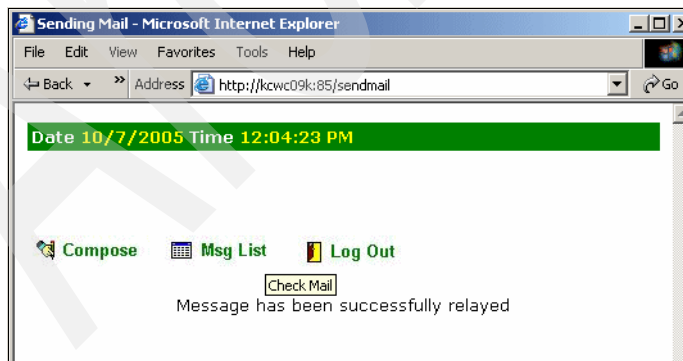 Sending Mail - Microsoft Internet Explorer
File Edit View Favorites Tools Help
Back » Address http://kcwc09k:85/sendmail Go
Date 10/7/2005 Time 12:04:23 PM
Compose Msg List Log Out
Check Mail
Message has been successfully relayed